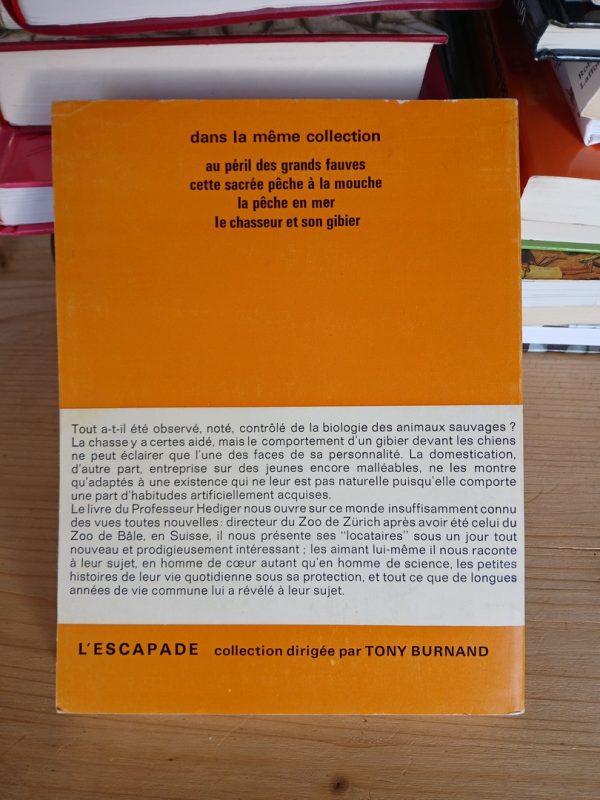 dans la même collection
au péril des grands fauves
cette sacrée pêche à la mouche
la pêche en mer
le chasseur et son gibier
Tout a-t-il été observé, noté, contrôlé de la biologie des animaux sauvages ?
La chasse y a certes aidé, mais le comportement d'un gibier devant les chiens
ne peut éclairer que l'une des faces de sa personnalité. La domestication,
d'autre part, entreprise sur des jeunes encore malléables, ne les montre
qu'adaptés à une existence qui ne leur est pas naturelle puisqu'elle comporte
une part d'habitudes artificiellement acquises.
Le livre du Professeur Hediger nous ouvre sur ce monde insuffisamment connu
des vues toutes nouvelles : directeur du Zoo de Zürich après avoir été celui du
Zoo de Bâle, en Suisse, il nous présente ses "locataires" sous un jour tout
nouveau et prodigieusement intéressant ; les aimant lui-même il nous raconte
à leur sujet, en homme de cœur autant qu'en homme de science, les petites
histoires de leur vie quotidienne sous sa protection, et tout ce que de longues
années de vie commune lui a révélé à leur sujet.
L'ESCAPADE collection dirigée par TONY BURNAND